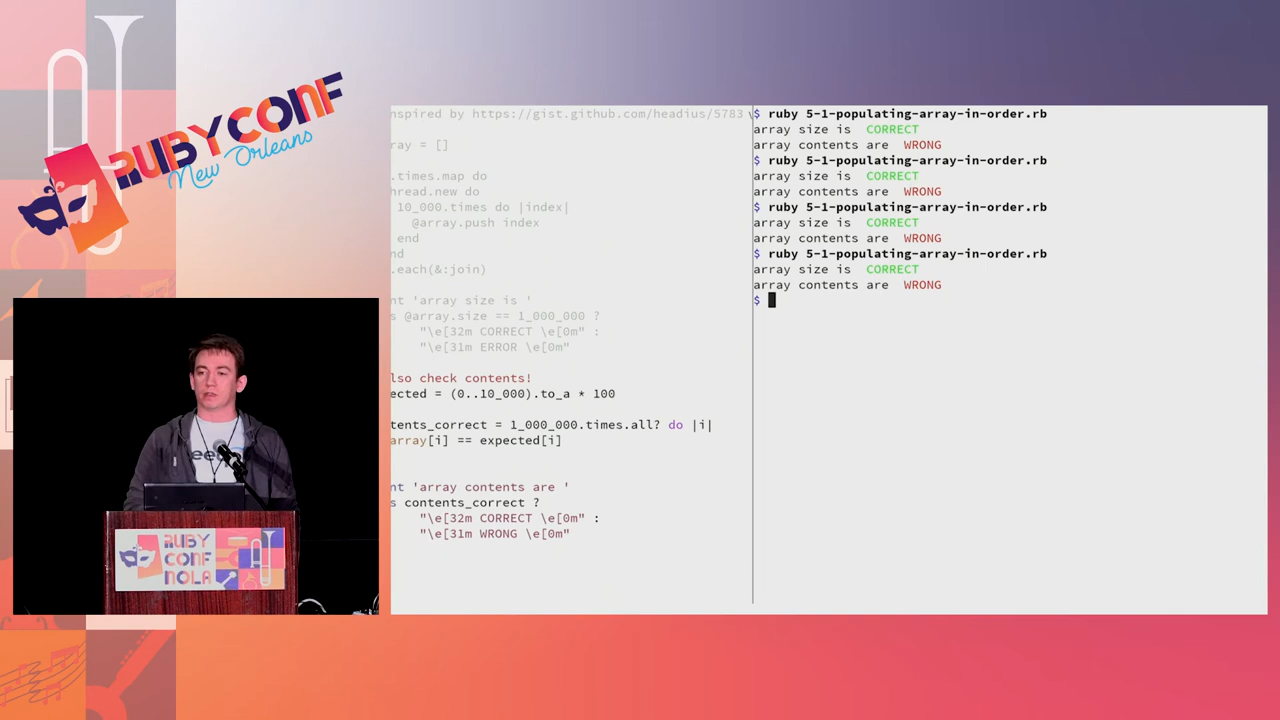 RUBYCONF
New Orleans
nspired by https://gist.github.com/headius/5783
ray = []
.times.map do
hread.new do
10_000.times do |index|
@array.push index
end
nd
.each(&:join)
nt 'array size is '
s @array.size == 1_000_000 ?
"\e[32m CORRECT \e[0m" :
"\e[31m ERROR \e[0m"
lso check contents!
ected = (0..10_000).to_a * 100
tents_correct = 1_000_000.times.all? do |i|
array[i] == expected[i]
nt 'array contents are '
s contents_correct ?
"\e[32m CORRECT \e[0m" :
"\e[31m WRONG \e[0m"
$ ruby 5-1-populating-array-in-order.rb
array size is  CORRECT
array contents are  WRONG
$ ruby 5-1-populating-array-in-order.rb
array size is  CORRECT
array contents are  WRONG
$ ruby 5-1-populating-array-in-order.rb
array size is  CORRECT
array contents are  WRONG
$ ruby 5-1-populating-array-in-order.rb
array size is  CORRECT
array contents are  WRONG
$
RUBY
CONF
NOLA